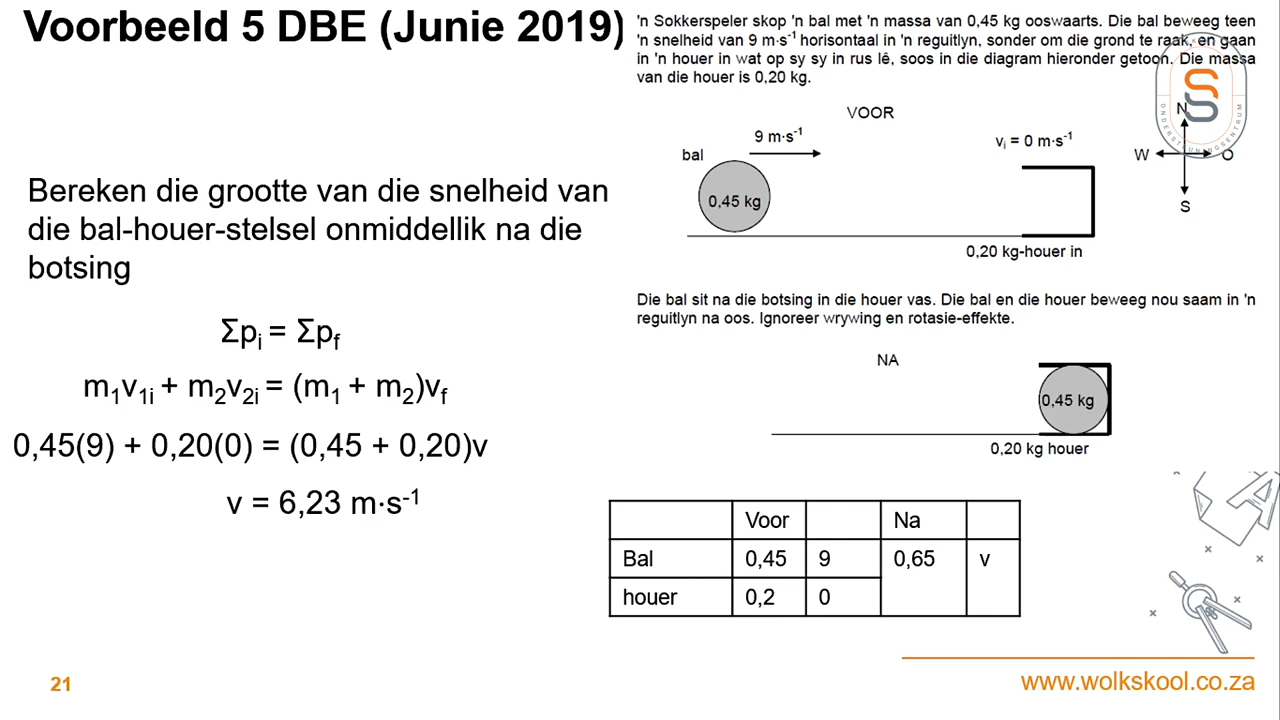 Voorbeeld 5 DBE (Junie 2019)
'n Sokkerspeler skop 'n bal met 'n massa van 0,45 kg ooswaarts. Die bal beweeg teen
'n snelheid van 9 m·s⁻¹ horisontaal in 'n reguitlyn, sonder om die grond te raak, en gaan
in 'n houer in wat op sy sy in rus lê, soos in die diagram hieronder getoon. Die massa
van die houer is 0,20 kg.
VOOR
9 m·s⁻¹
vᵢ = 0 m·s⁻¹
bal
0,45 kg
0,20 kg-houer in
N
W
O
S
ONDERSTEUNINGSENTRUM
Bereken die grootte van die snelheid van
die bal-houer-stelsel onmiddellik na die
botsing
Σpᵢ = Σp_f
m₁v₁ᵢ + m₂v₂ᵢ = (m₁ + m₂)v_f
0,45(9) + 0,20(0) = (0,45 + 0,20)v
v = 6,23 m·s⁻¹
Die bal sit na die botsing in die houer vas. Die bal en die houer beweeg nou saam in 'n
reguitlyn na oos. Ignoreer wrywing en rotasie-effekte.
NA
0,45 kg
0,20 kg houer
Voor Na
Bal 0,45 9 0,65 v
houer 0,2 0
21
www.wolkskool.co.za